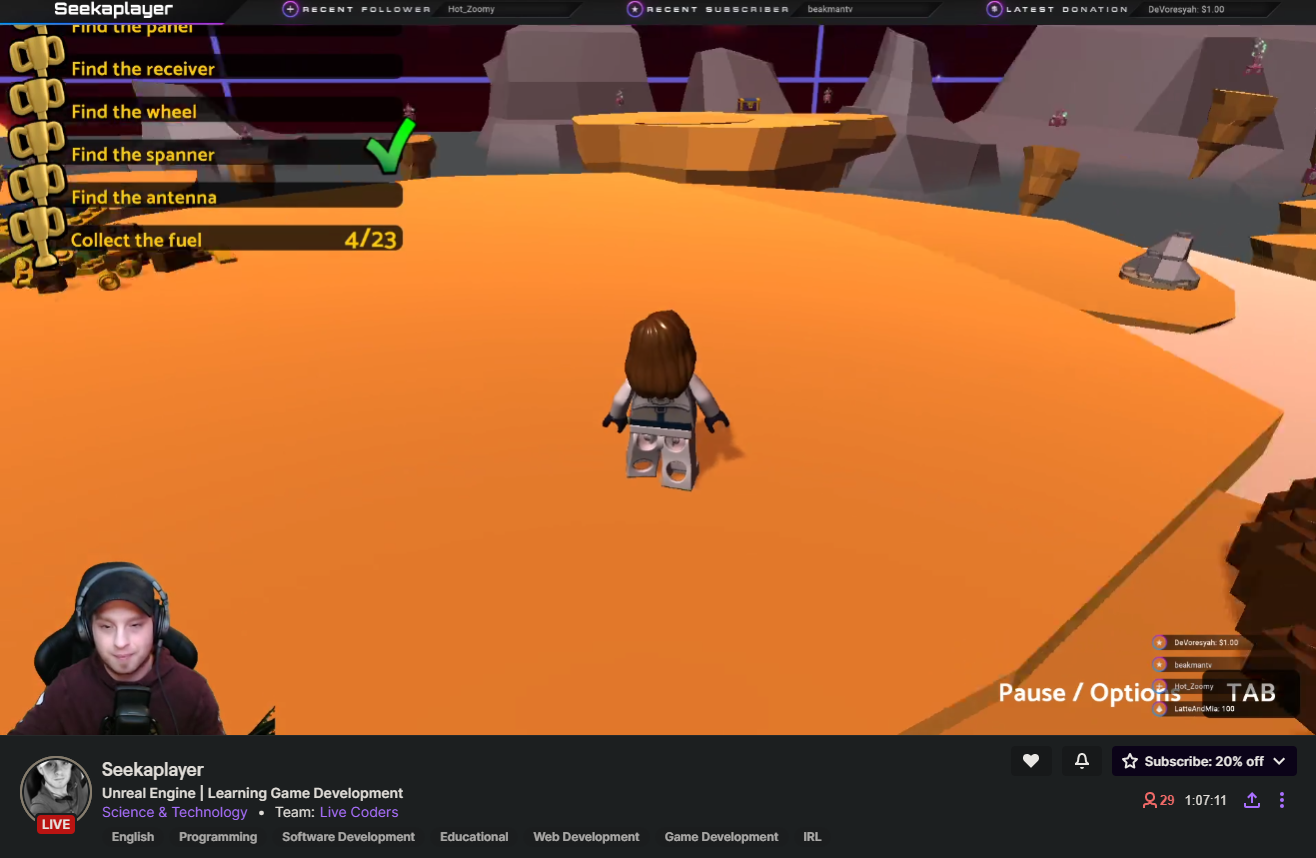 Seekaplayer
RECENT FOLLOWER Hot_Zoomy
RECENT SUBSCRIBER beakmantv
LATEST DONATION DeVoresyah: $1.00
Find the panel
Find the receiver
Find the wheel
Find the spanner
Find the antenna
Collect the fuel 4/23
DeVoresyah: $1.00
beakmantv
Hot_Zoomy
LatteAndMia: 100
Pause / Options TAB
Seekaplayer
Unreal Engine | Learning Game Development
Science & Technology • Team: Live Coders
English Programming Software Development Educational Web Development Game Development IRL
LIVE
Subscribe: 20% off
29 1:07:11